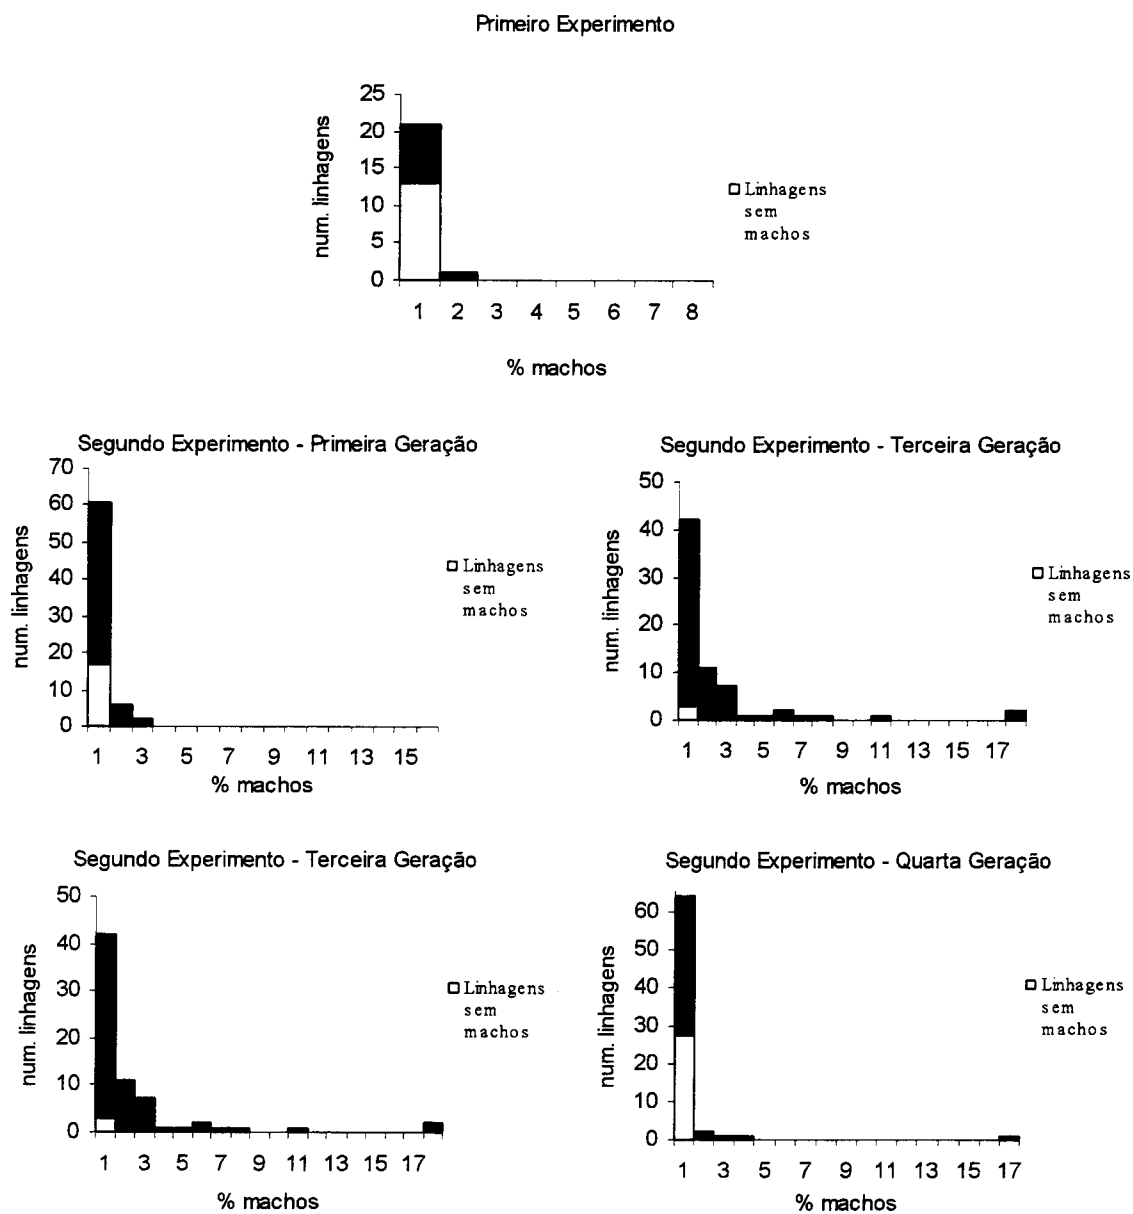 Primeiro Experimento
num. linhagens
25
20
15
10
5
0
Linhagens
sem
machos
1 2 3 4 5 6 7 8
% machos
Segundo Experimento - Primeira Geração
num. linhagens
70
60
50
40
30
20
10
0
Linhagens
sem
machos
1 3 5 7 9 11 13 15
% machos
Segundo Experimento - Terceira Geração
num. linhagens
50
40
30
20
10
0
Linhagens
sem
machos
1 3 5 7 9 11 13 15 17
% machos
Segundo Experimento - Terceira Geração
num. linhagens
50
40
30
20
10
0
Linhagens
sem
machos
1 3 5 7 9 11 13 15 17
% machos
Segundo Experimento - Quarta Geração
num. linhagens
60
50
40
30
20
10
0
Linhagens
sem
machos
1 3 5 7 9 11 13 15 17
% machos